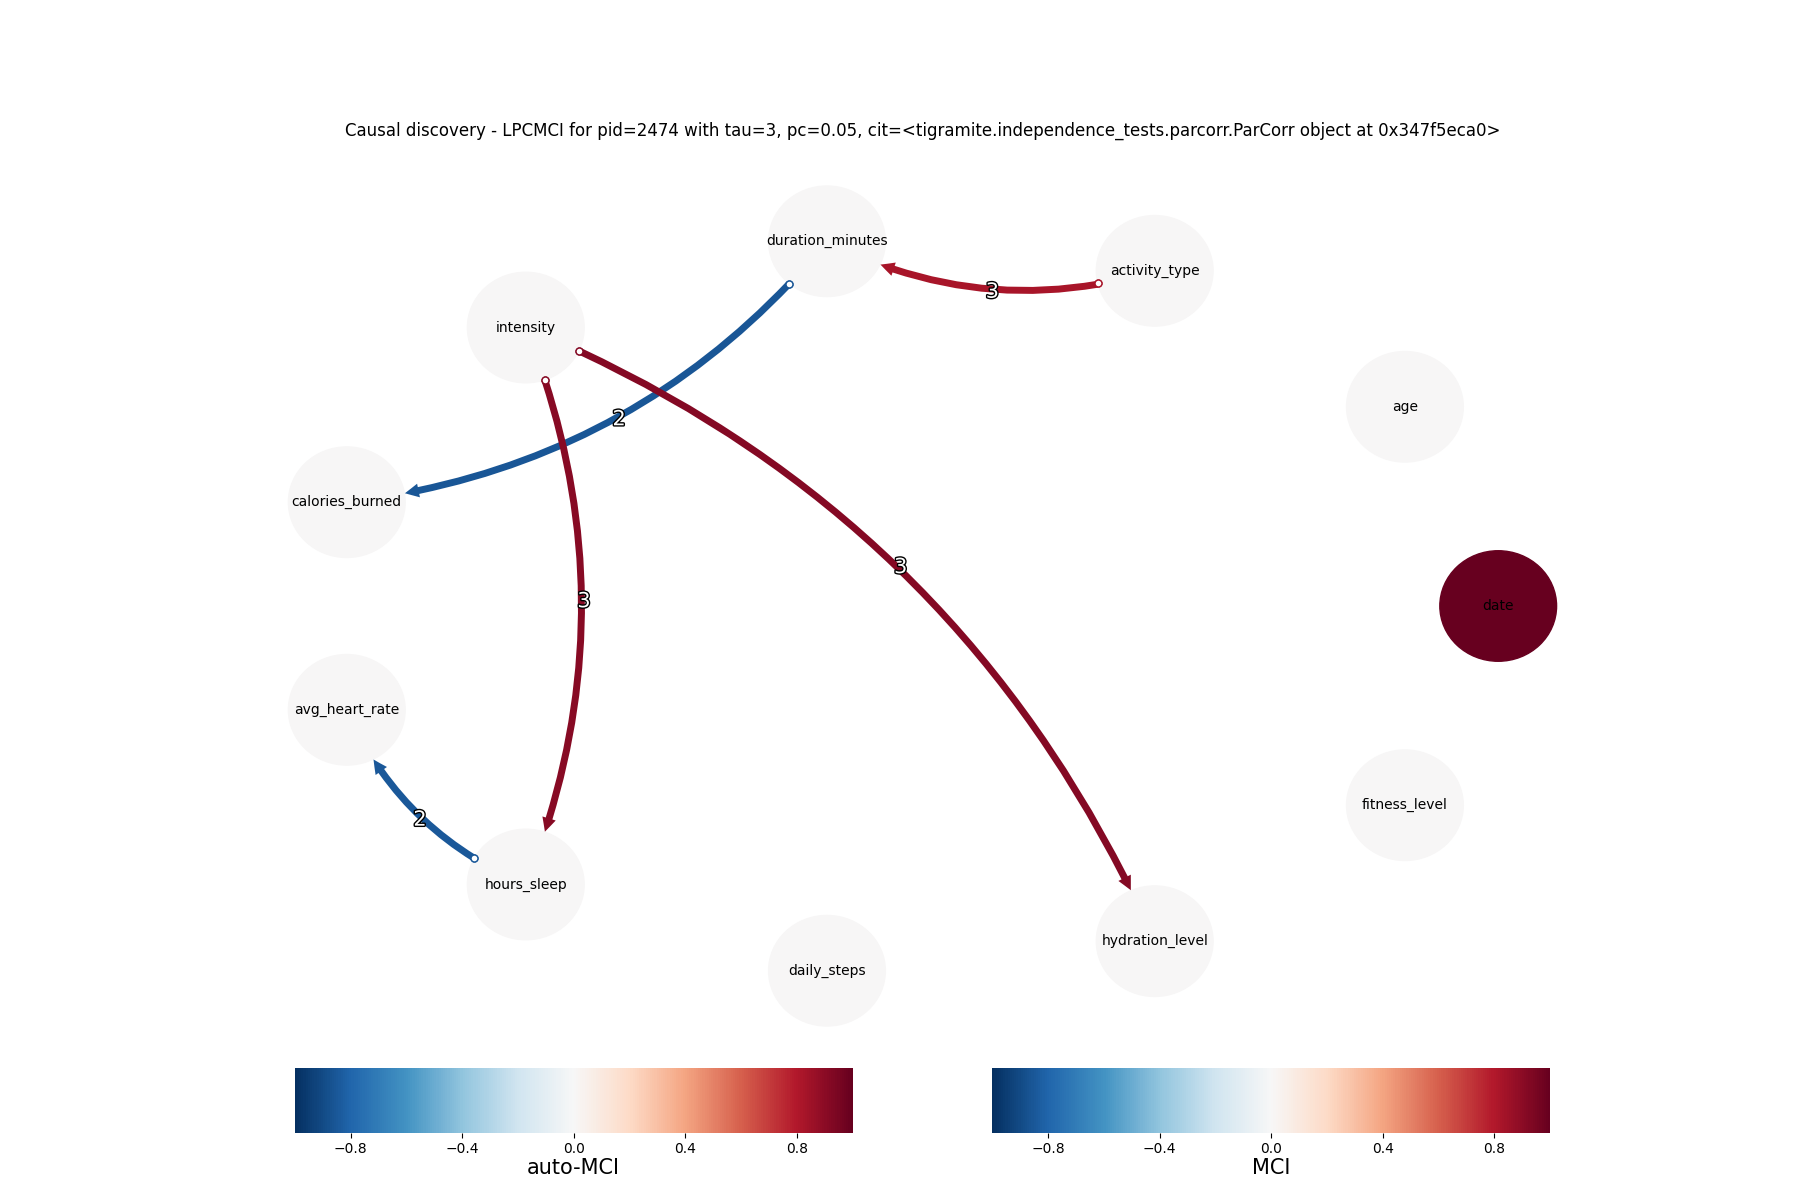 Causal discovery - LPCMCI for pid=2474 with tau=3, pc=0.05, cit=<tigramite.independence_tests.parcorr.ParCorr object at 0x347f5eca0>
duration_minutes
activity_type
3
intensity
age
2
calories_burned
3
3
date
avg_heart_rate
fitness_level
2
hours_sleep
hydration_level
daily_steps
−0.8 −0.4 0.0 0.4 0.8
auto-MCI
−0.8 −0.4 0.0 0.4 0.8
MCI